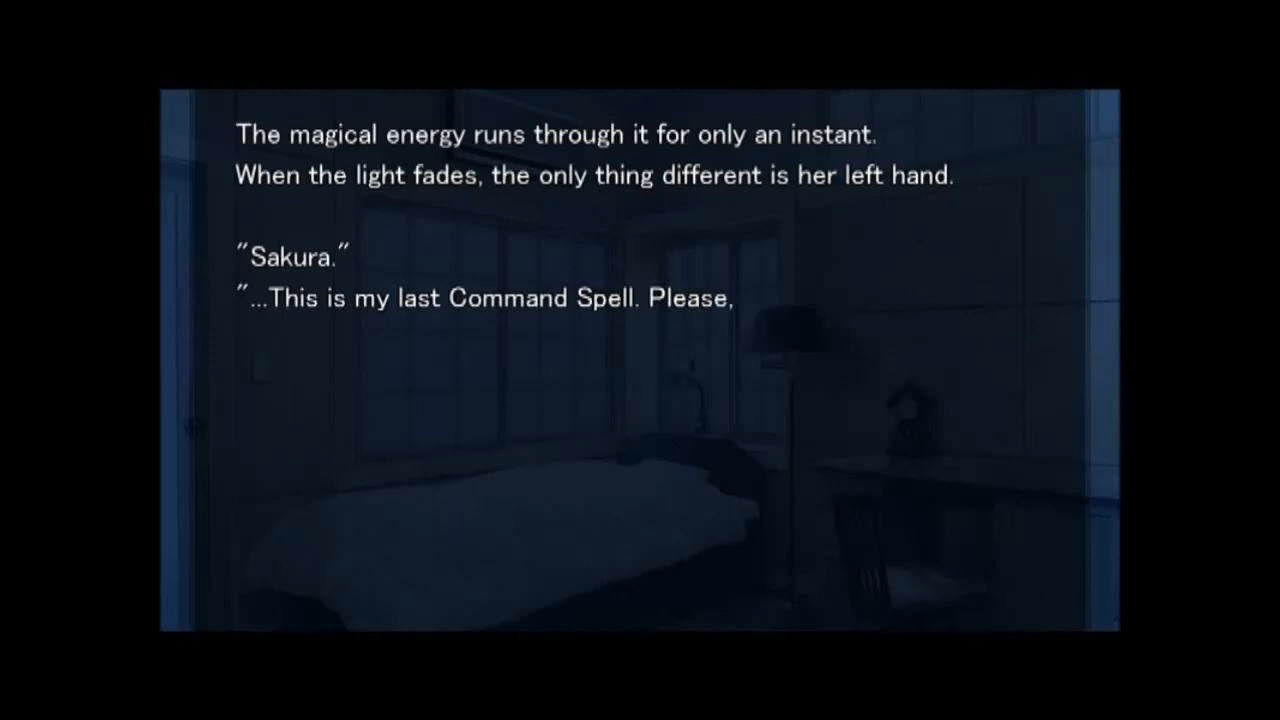 The magical energy runs through it for only an instant.
When the light fades, the only thing different is her left hand.
"Sakura."
"...This is my last Command Spell. Please,